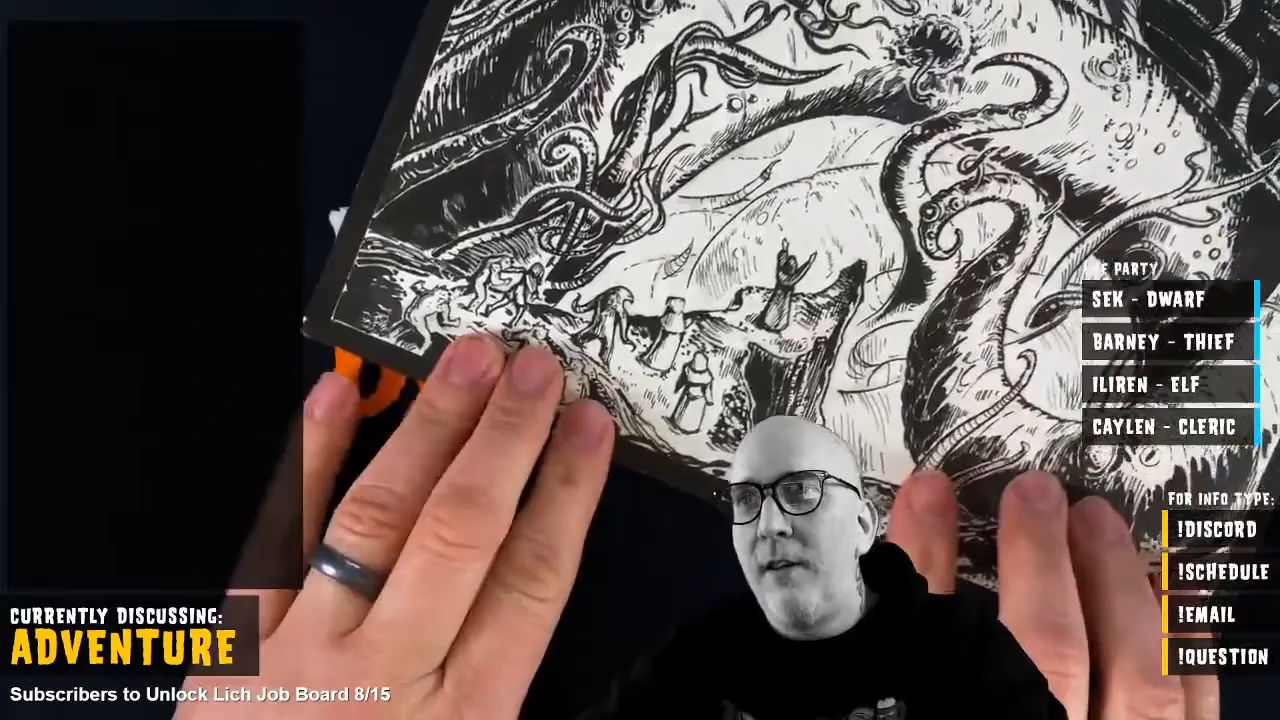 PARTY
SEK - DWARF
BARNEY - THIEF
ILIREN - ELF
CAYLEN - CLERIC
FOR INFO TYPE:
!DISCORD
!SCHEDULE
!EMAIL
!QUESTION
CURRENTLY DISCUSSING:
ADVENTURE
Subscribers to Unlock Lich Job Board 8/15